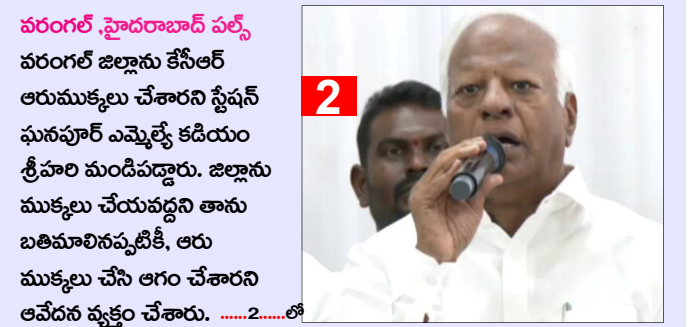 వరంగల్ ,హైదరాబాద్ పల్స్
వరంగల్ జిల్లాను కేసీఆర్
ఆరుముక్కలు చేశారని స్టేషన్
ఘనపూర్ ఎమ్మెల్యే కడియం
శ్రీహరి మండిపడ్డారు. జిల్లాను
ముక్కలు చేయవద్దని తాను
బతిమాలినప్పటికీ, ఆరు
ముక్కలు చేసి ఆగం చేశారని
ఆవేదన వ్యక్తం చేశారు. ......2......లో
2